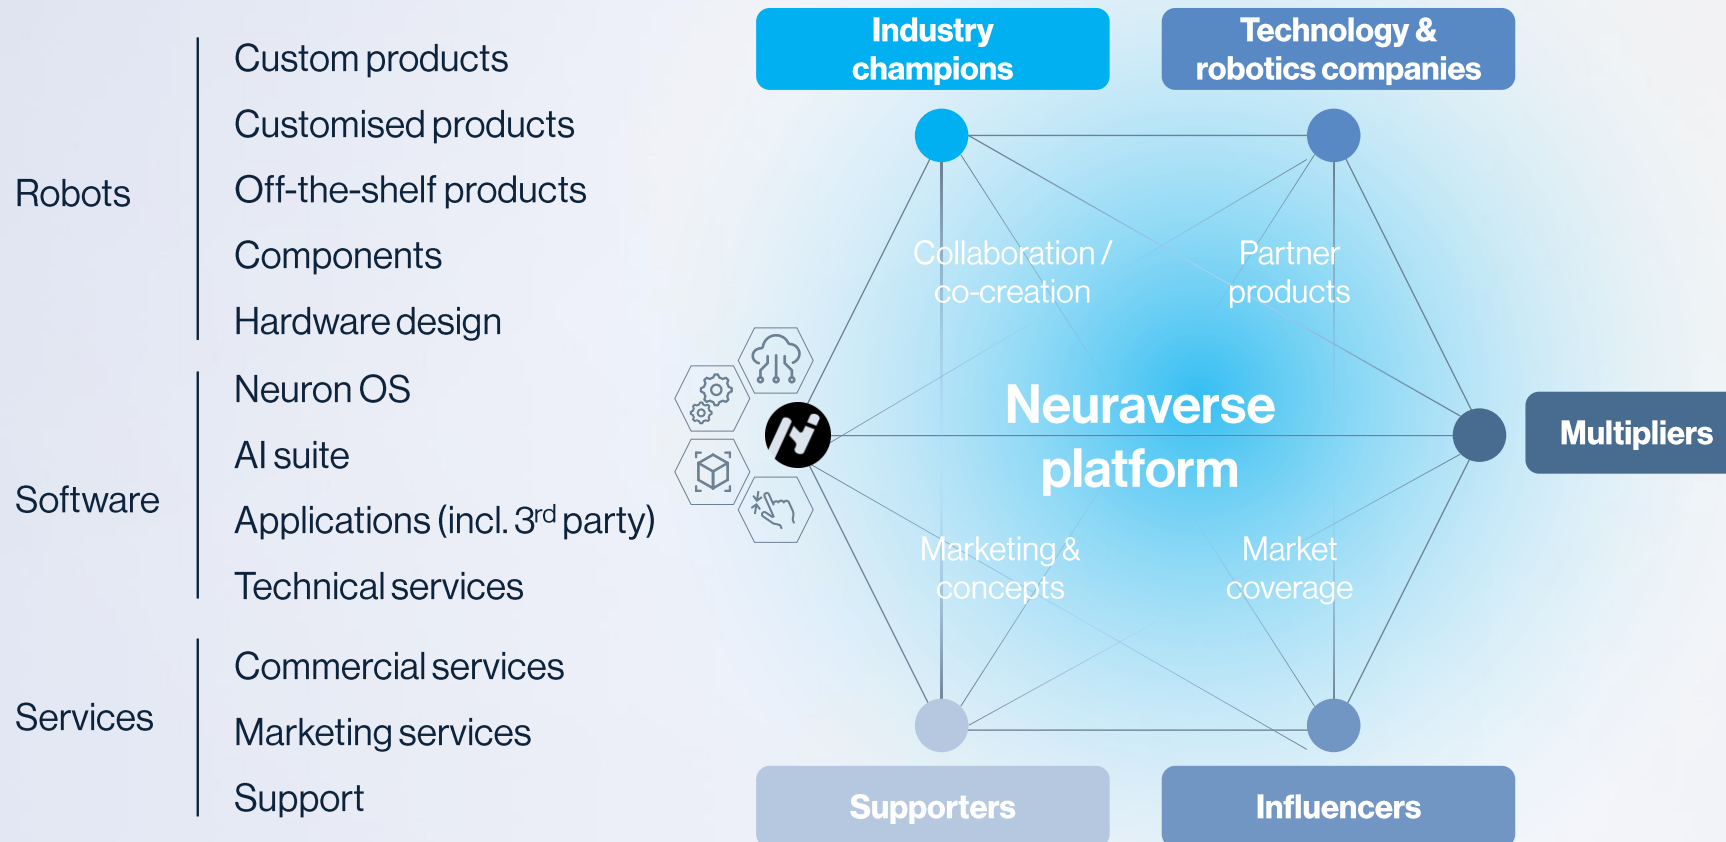 Robots
Custom products
Customised products
Off-the-shelf products
Components
Hardware design
Software
Neuron OS
AI suite
Applications (incl. 3rd party)
Technical services
Services
Commercial services
Marketing services
Support
Industry
champions
Technology &
robotics companies
Collaboration /
co-creation
Partner
products
Neuraverse
platform
Multipliers
Marketing &
concepts
Market
coverage
Supporters
Influencers